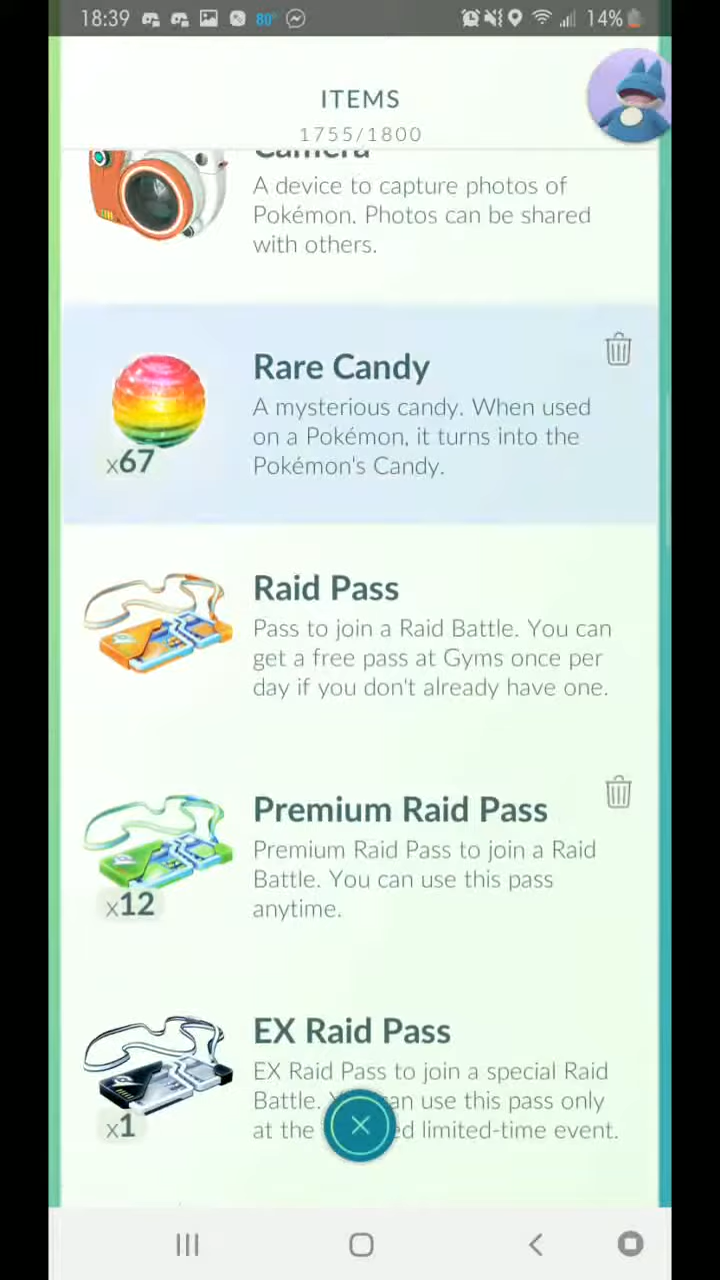 18:39 80° 14%
ITEMS
1755/1800
Camera
A device to capture photos of
Pokémon. Photos can be shared
with others.
Rare Candy
A mysterious candy. When used
on a Pokémon, it turns into the
Pokémon's Candy.
x67
Raid Pass
Pass to join a Raid Battle. You can
get a free pass at Gyms once per
day if you don't already have one.
Premium Raid Pass
Premium Raid Pass to join a Raid
Battle. You can use this pass
anytime.
x12
EX Raid Pass
EX Raid Pass to join a special Raid
Battle. an use this pass only
at the ed limited-time event.
x1